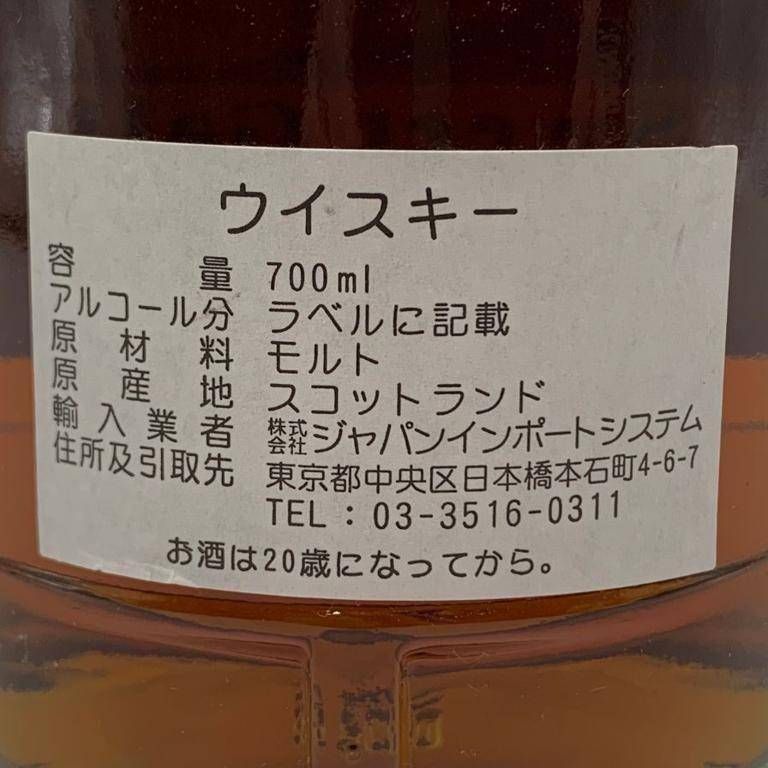 ウイスキー
容量 700ml
アルコール分 ラベルに記載
原材料 モルト
原産地 スコットランド
輸入業者 株式会社ジャパンインポートシステム
住所及引取先 東京都中央区日本橋本石町4-6-7
TEL：03-3516-0311
お酒は20歳になってから。